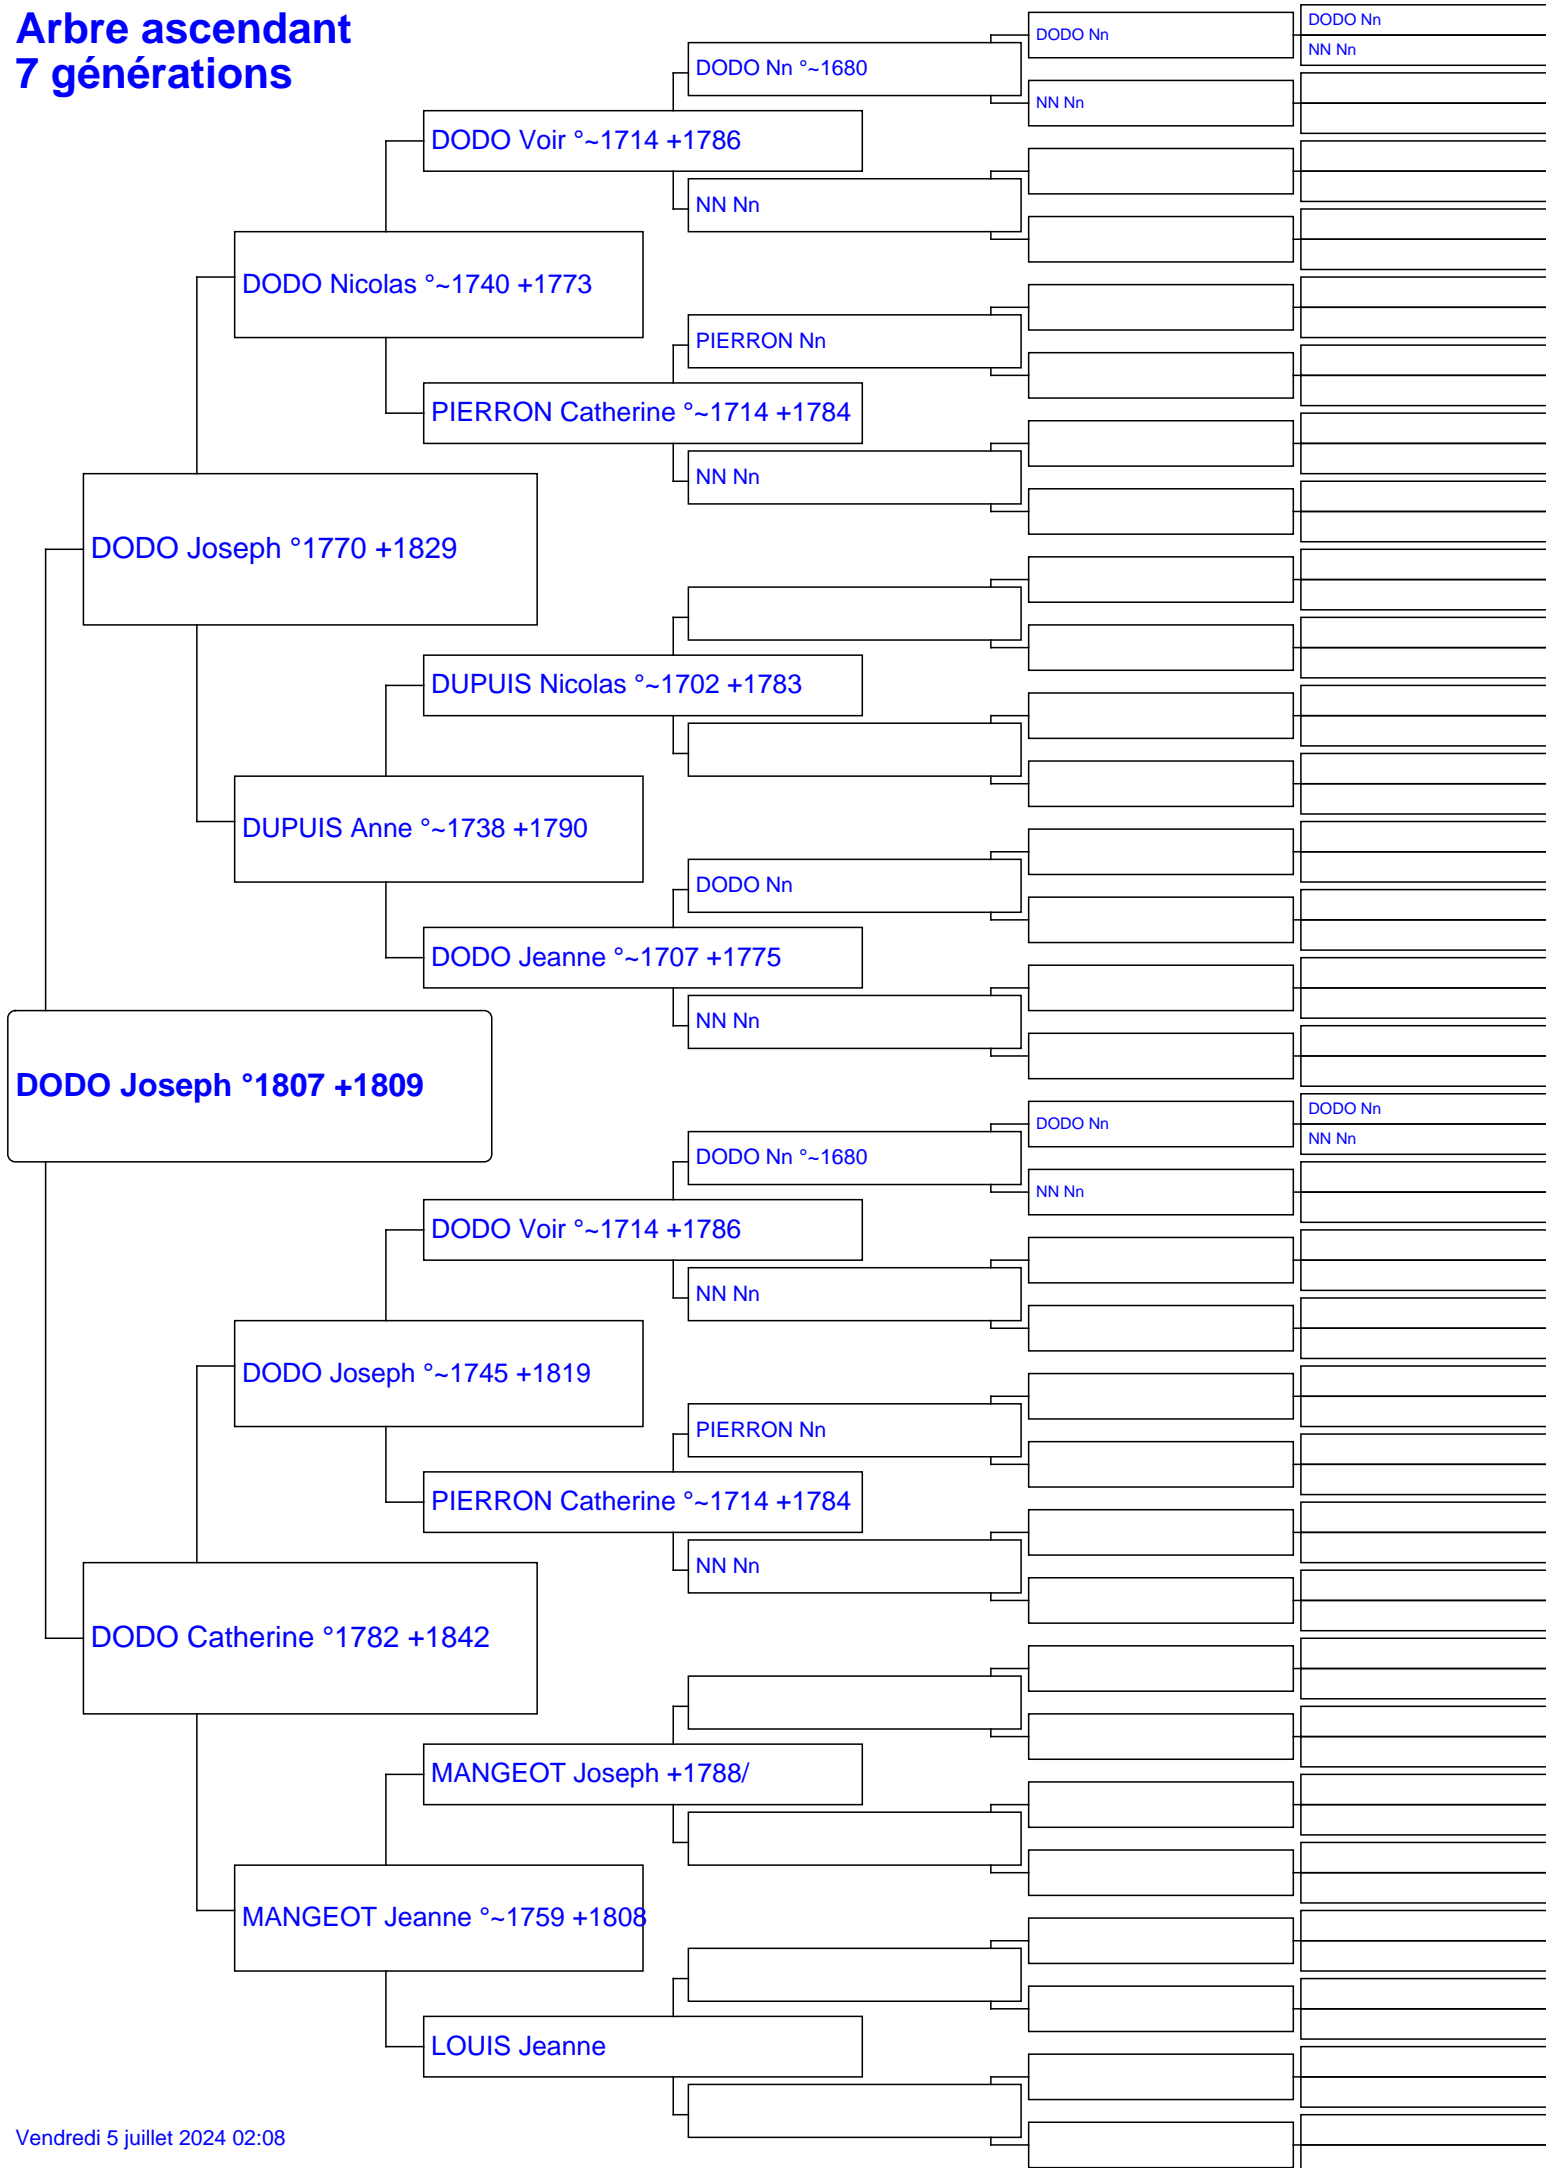 Arbre ascendant
7 générations
DODO Nn
NN Nn
DODO Nn
DODO Nn °~1680
NN Nn
DODO Voir °~1714 +1786
NN Nn
DODO Nicolas °~1740 +1773
PIERRON Nn
PIERRON Catherine °~1714 +1784
NN Nn
DODO Joseph °1770 +1829
DUPUIS Nicolas °~1702 +1783
DUPUIS Anne °~1738 +1790
DODO Nn
DODO Jeanne °~1707 +1775
NN Nn
DODO Joseph °1807 +1809
DODO Nn
NN Nn
DODO Nn
DODO Nn °~1680
NN Nn
DODO Voir °~1714 +1786
NN Nn
DODO Joseph °~1745 +1819
PIERRON Nn
PIERRON Catherine °~1714 +1784
NN Nn
DODO Catherine °1782 +1842
MANGEOT Joseph +1788/
MANGEOT Jeanne °~1759 +1808
LOUIS Jeanne
Vendredi 5 juillet 2024 02:08